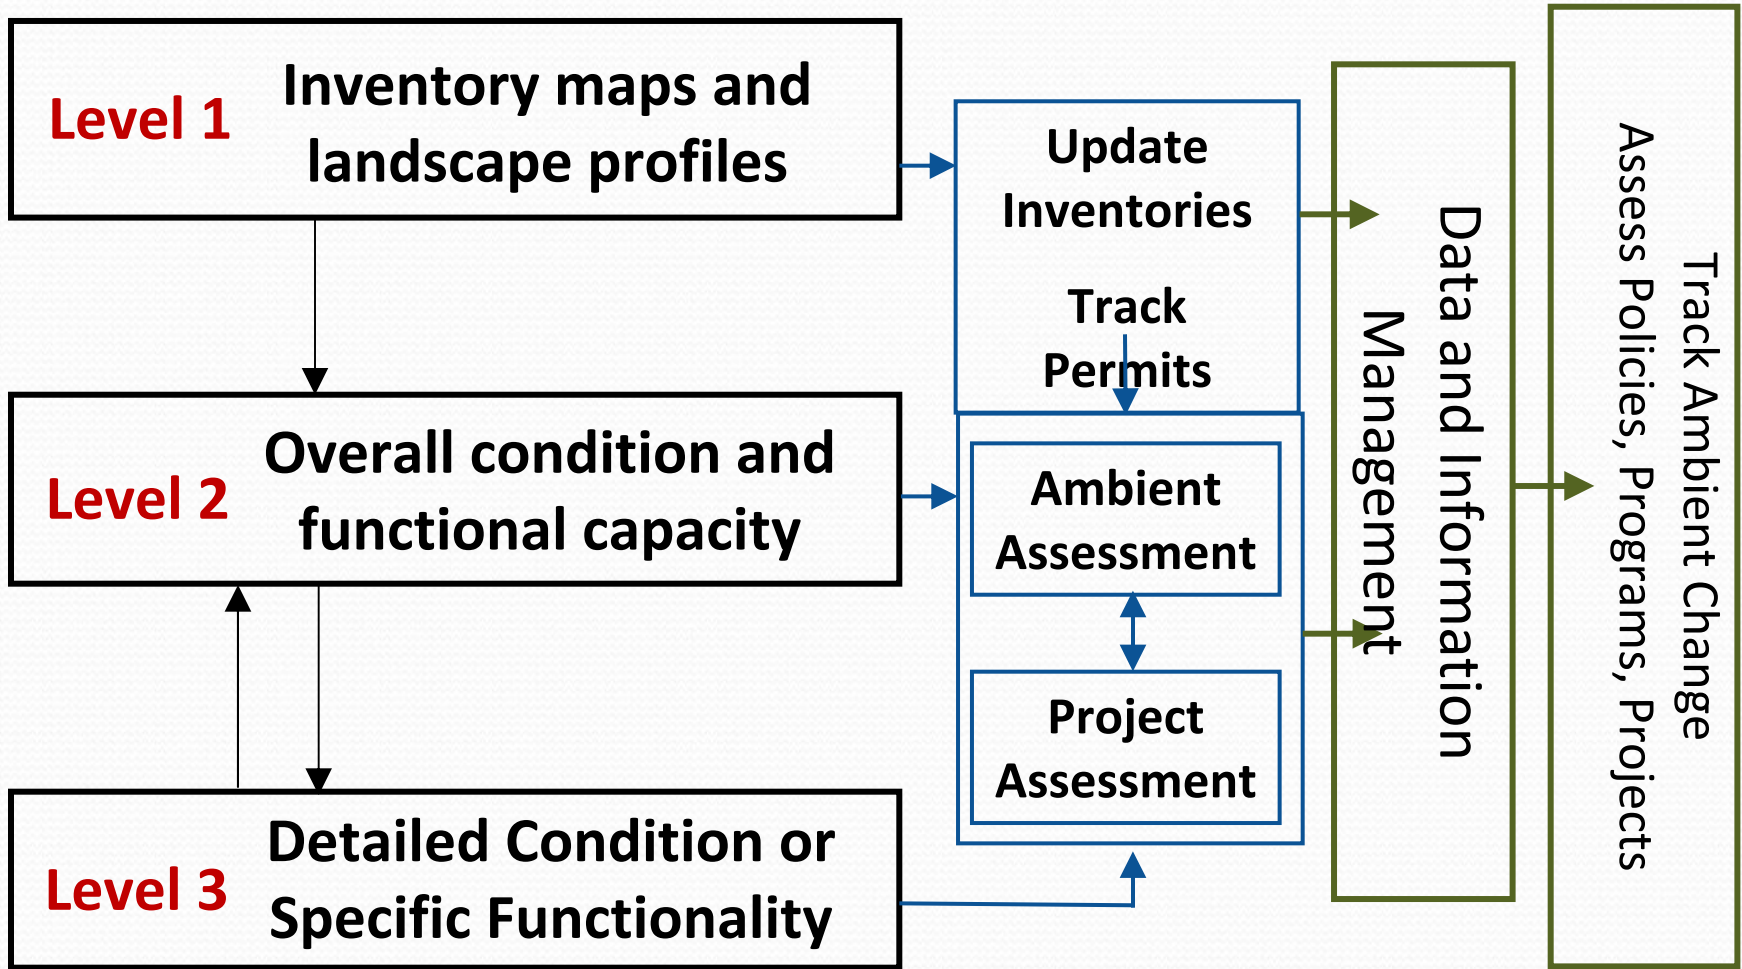 Level 1
Inventory maps and
landscape profiles
Level 2
Overall condition and
functional capacity
Level 3
Detailed Condition or
Specific Functionality
Update
Inventories
Track
Permits
Ambient
Assessment
Project
Assessment
Data and Information
Management
Track Ambient Change
Assess Policies, Programs, Projects